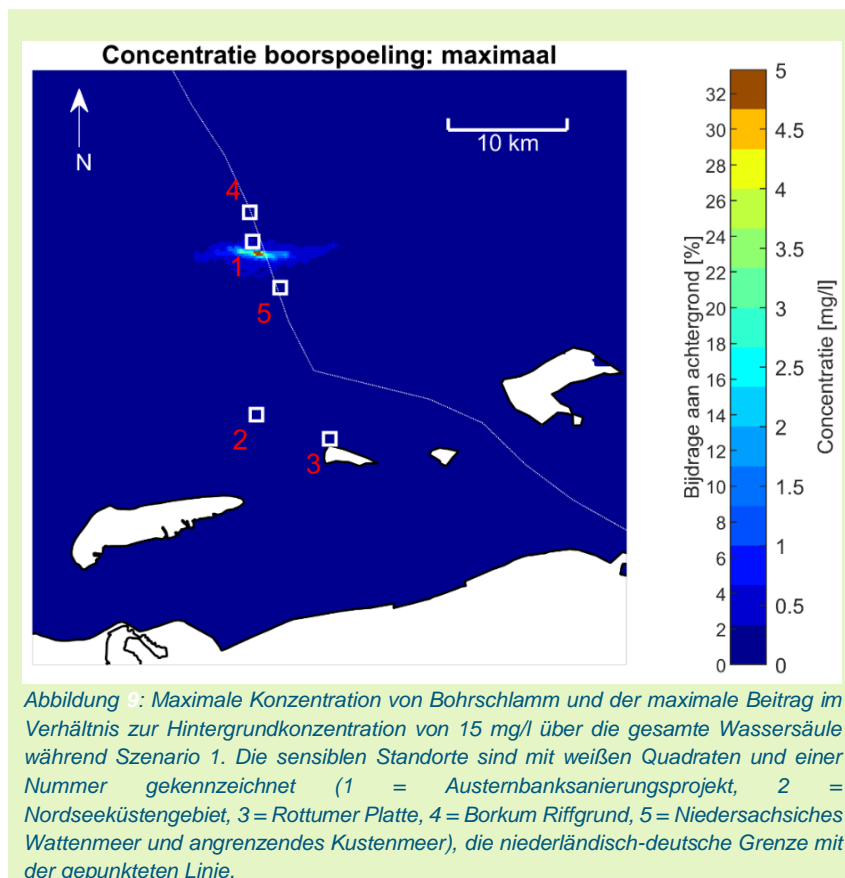 Concentratie boorspoeling: maximaal
N
10 km
4
1
5
2
3
Bijdrage aan achtergrond [%]
32
30
28
26
24
22
20
18
16
14
12
10
8
6
4
2
0
5
4.5
4
3.5
3
2.5
2
1.5
1
0.5
0
Concentratie [mg/l]
Abbildung 9: Maximale Konzentration von Bohrschlamm und der maximale Beitrag im
Verhältnis zur Hintergrundkonzentration von 15 mg/l über die gesamte Wassersäule
während Szenario 1. Die sensiblen Standorte sind mit weißen Quadraten und einer
Nummer gekennzeichnet (1 = Austernbanksanierungsprojekt, 2 =
Nordseeküstengebiet, 3 = Rottumer Platte, 4 = Borkum Riffgrund, 5 = Niedersachsiches
Wattenmeer und angrenzendes Kustenmeer), die niederländisch-deutsche Grenze mit
der gepunkteten Linie.